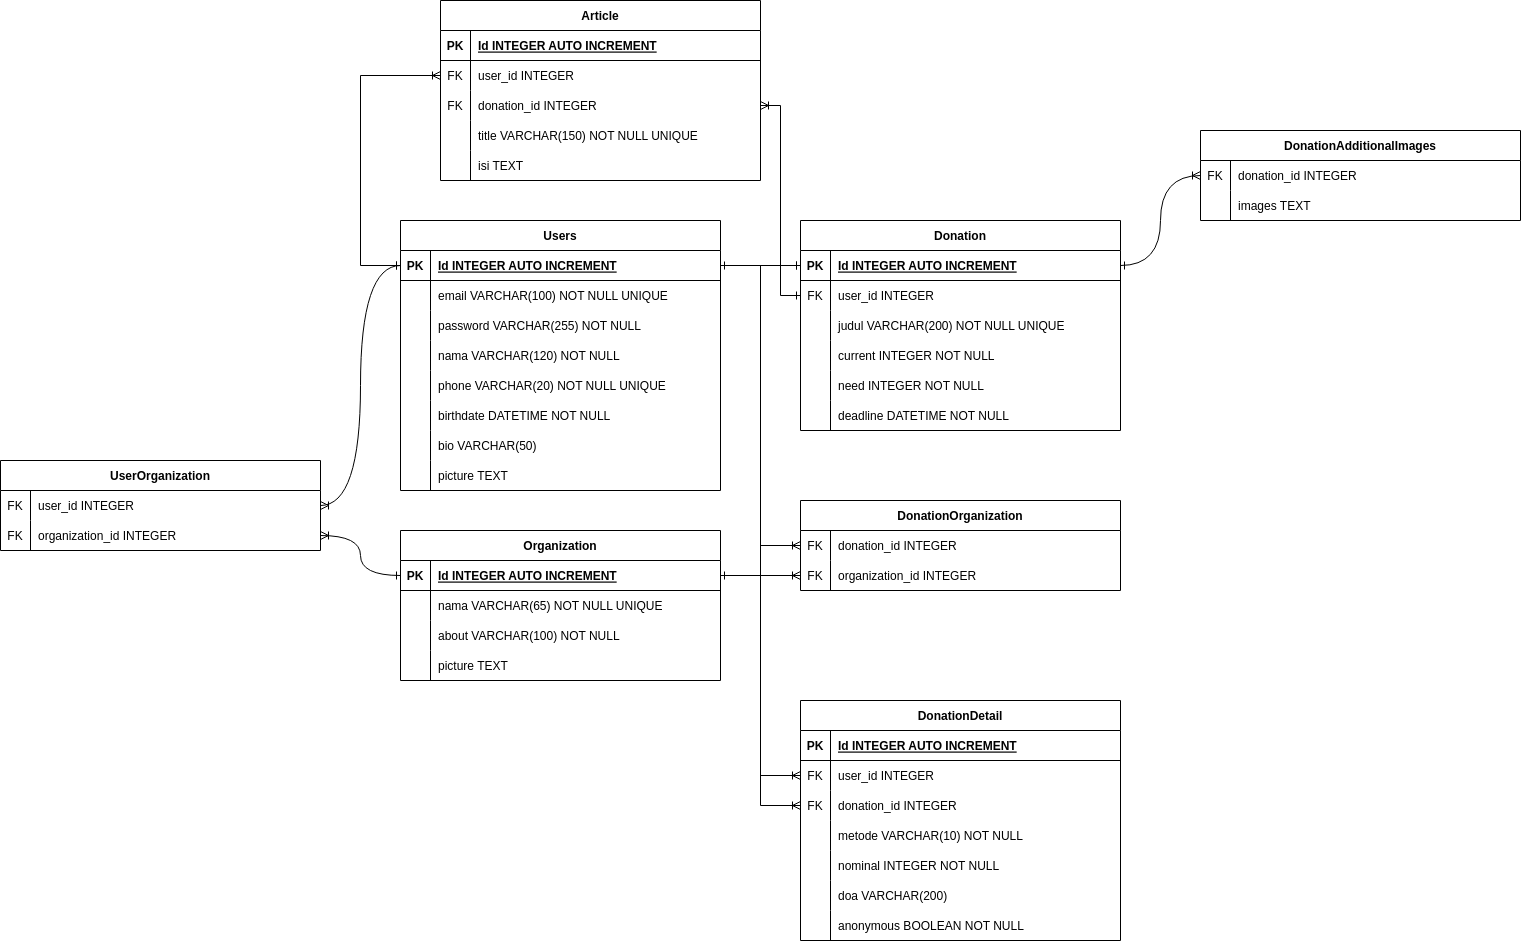 Article
PK Id INTEGER AUTO INCREMENT
FK user_id INTEGER
FK donation_id INTEGER
title VARCHAR(150) NOT NULL UNIQUE
isi TEXT
DonationAdditionalImages
FK donation_id INTEGER
images TEXT
Users
PK Id INTEGER AUTO INCREMENT
email VARCHAR(100) NOT NULL UNIQUE
password VARCHAR(255) NOT NULL
nama VARCHAR(120) NOT NULL
phone VARCHAR(20) NOT NULL UNIQUE
birthdate DATETIME NOT NULL
bio VARCHAR(50)
picture TEXT
Donation
PK Id INTEGER AUTO INCREMENT
FK user_id INTEGER
judul VARCHAR(200) NOT NULL UNIQUE
current INTEGER NOT NULL
need INTEGER NOT NULL
deadline DATETIME NOT NULL
UserOrganization
FK user_id INTEGER
FK organization_id INTEGER
Organization
PK Id INTEGER AUTO INCREMENT
nama VARCHAR(65) NOT NULL UNIQUE
about VARCHAR(100) NOT NULL
picture TEXT
DonationOrganization
FK donation_id INTEGER
FK organization_id INTEGER
DonationDetail
PK Id INTEGER AUTO INCREMENT
FK user_id INTEGER
FK donation_id INTEGER
metode VARCHAR(10) NOT NULL
nominal INTEGER NOT NULL
doa VARCHAR(200)
anonymous BOOLEAN NOT NULL